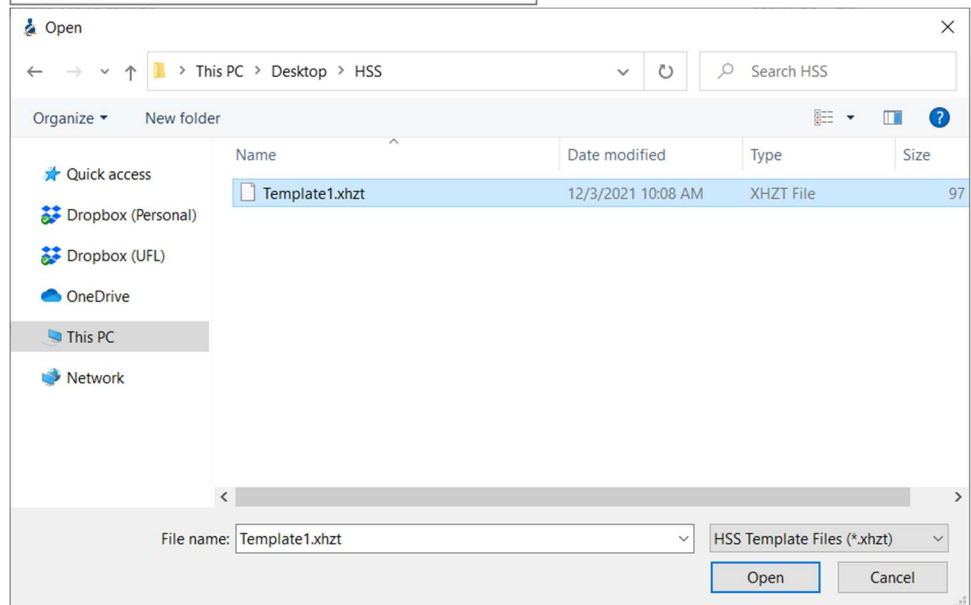 Open
This PC > Desktop > HSS
Search HSS
Organize
New folder
Name
Date modified
Type
Size
Quick access
Template1.xhzt
12/3/2021 10:08 AM
XHZT File
97
Dropbox (Personal)
Dropbox (UFL)
OneDrive
This PC
Network
File name: Template1.xhzt
HSS Template Files (*.xhzt)
Open
Cancel